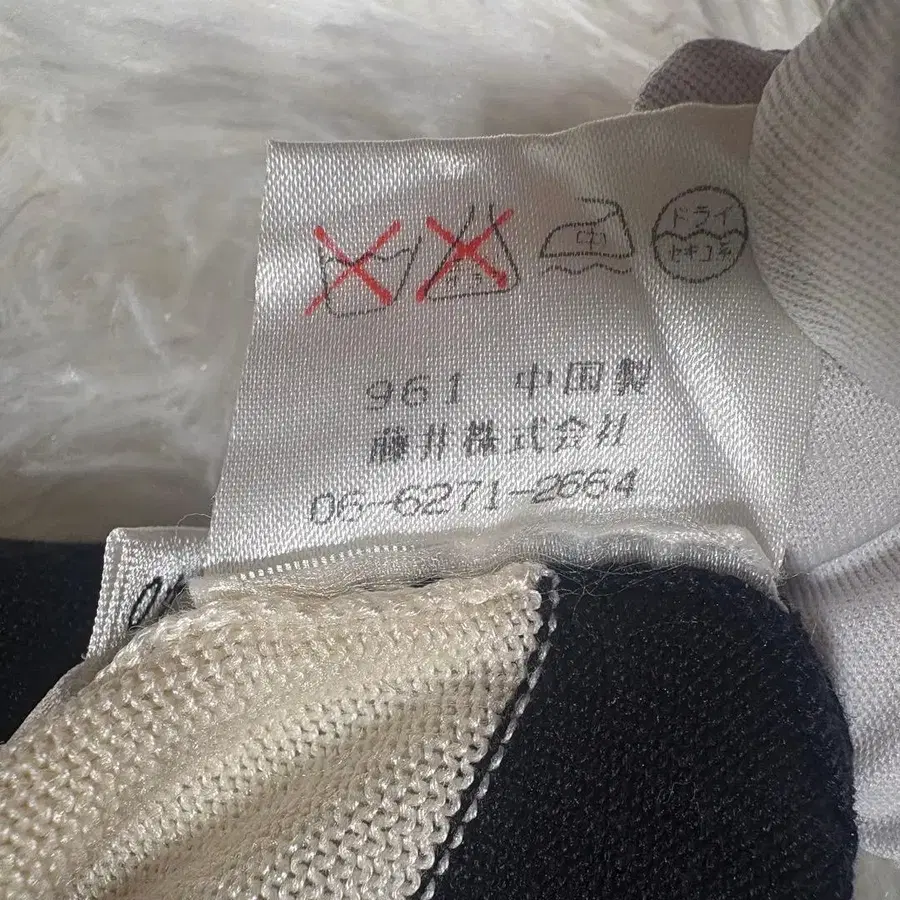 中
ドライ
セキユ系
961 中国製
藤井株式会社
06-6271-2664